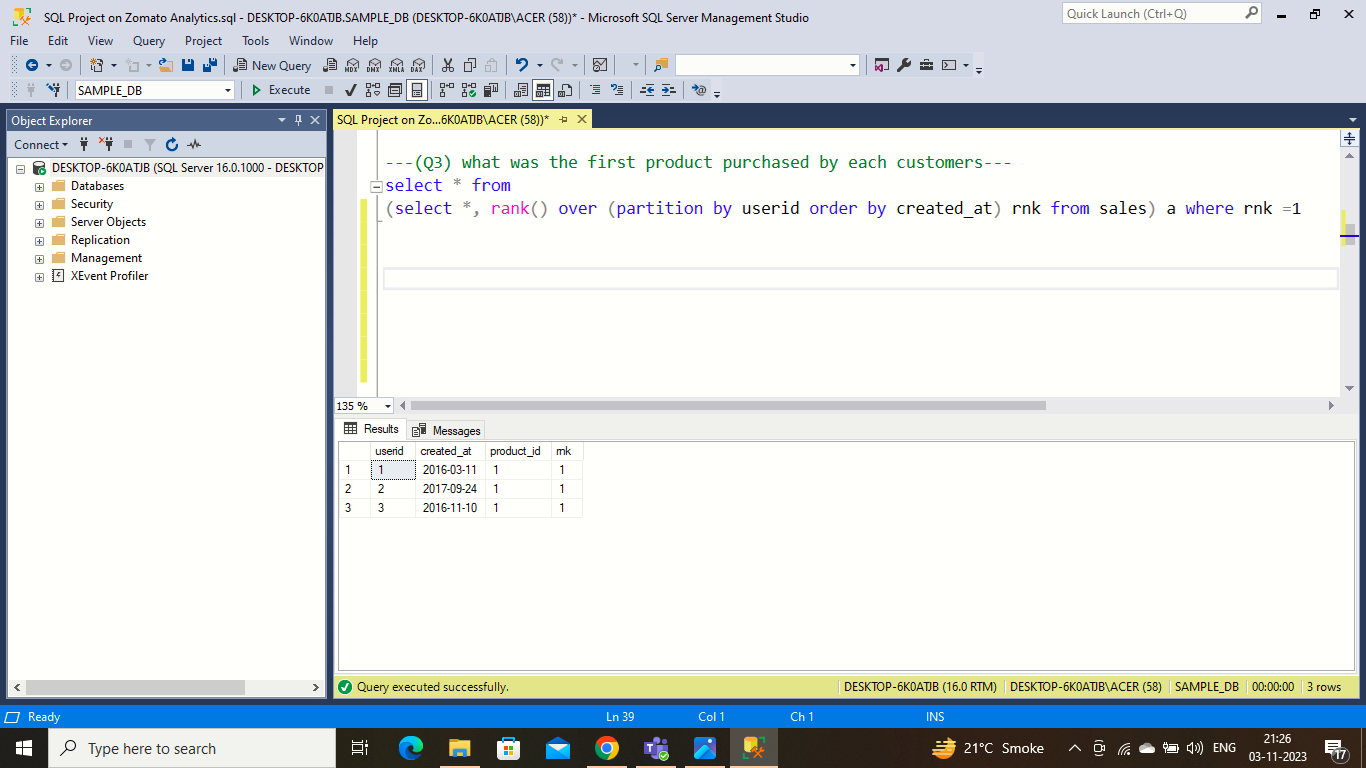 SQL Project on Zomato Analytics.sql - DESKTOP-6K0ATJB.SAMPLE_DB (DESKTOP-6K0ATJB\ACER (58))* - Microsoft SQL Server Management Studio
Quick Launch (Ctrl+Q)
File Edit View Query Project Tools Window Help
New Query
MDX DMX XMLA DAX
SAMPLE_DB
Execute
Object Explorer
SQL Project on Zo...6K0ATJB\ACER (58))*
Connect
DESKTOP-6K0ATJB (SQL Server 16.0.1000 - DESKTOP
Databases
Security
Server Objects
Replication
Management
XEvent Profiler
---(Q3) what was the first product purchased by each customers---
select * from
(select *, rank() over (partition by userid order by created_at) rnk from sales) a where rnk =1
135 %
Results Messages
userid created_at product_id rnk
1 1 2016-03-11 1 1
2 2 2017-09-24 1 1
3 3 2016-11-10 1 1
Query executed successfully.
DESKTOP-6K0ATJB (16.0 RTM) DESKTOP-6K0ATJB\ACER (58) SAMPLE_DB 00:00:00 3 rows
Ready Ln 39 Col 1 Ch 1 INS
Type here to search
21°C Smoke
ENG
21:26
03-11-2023
17